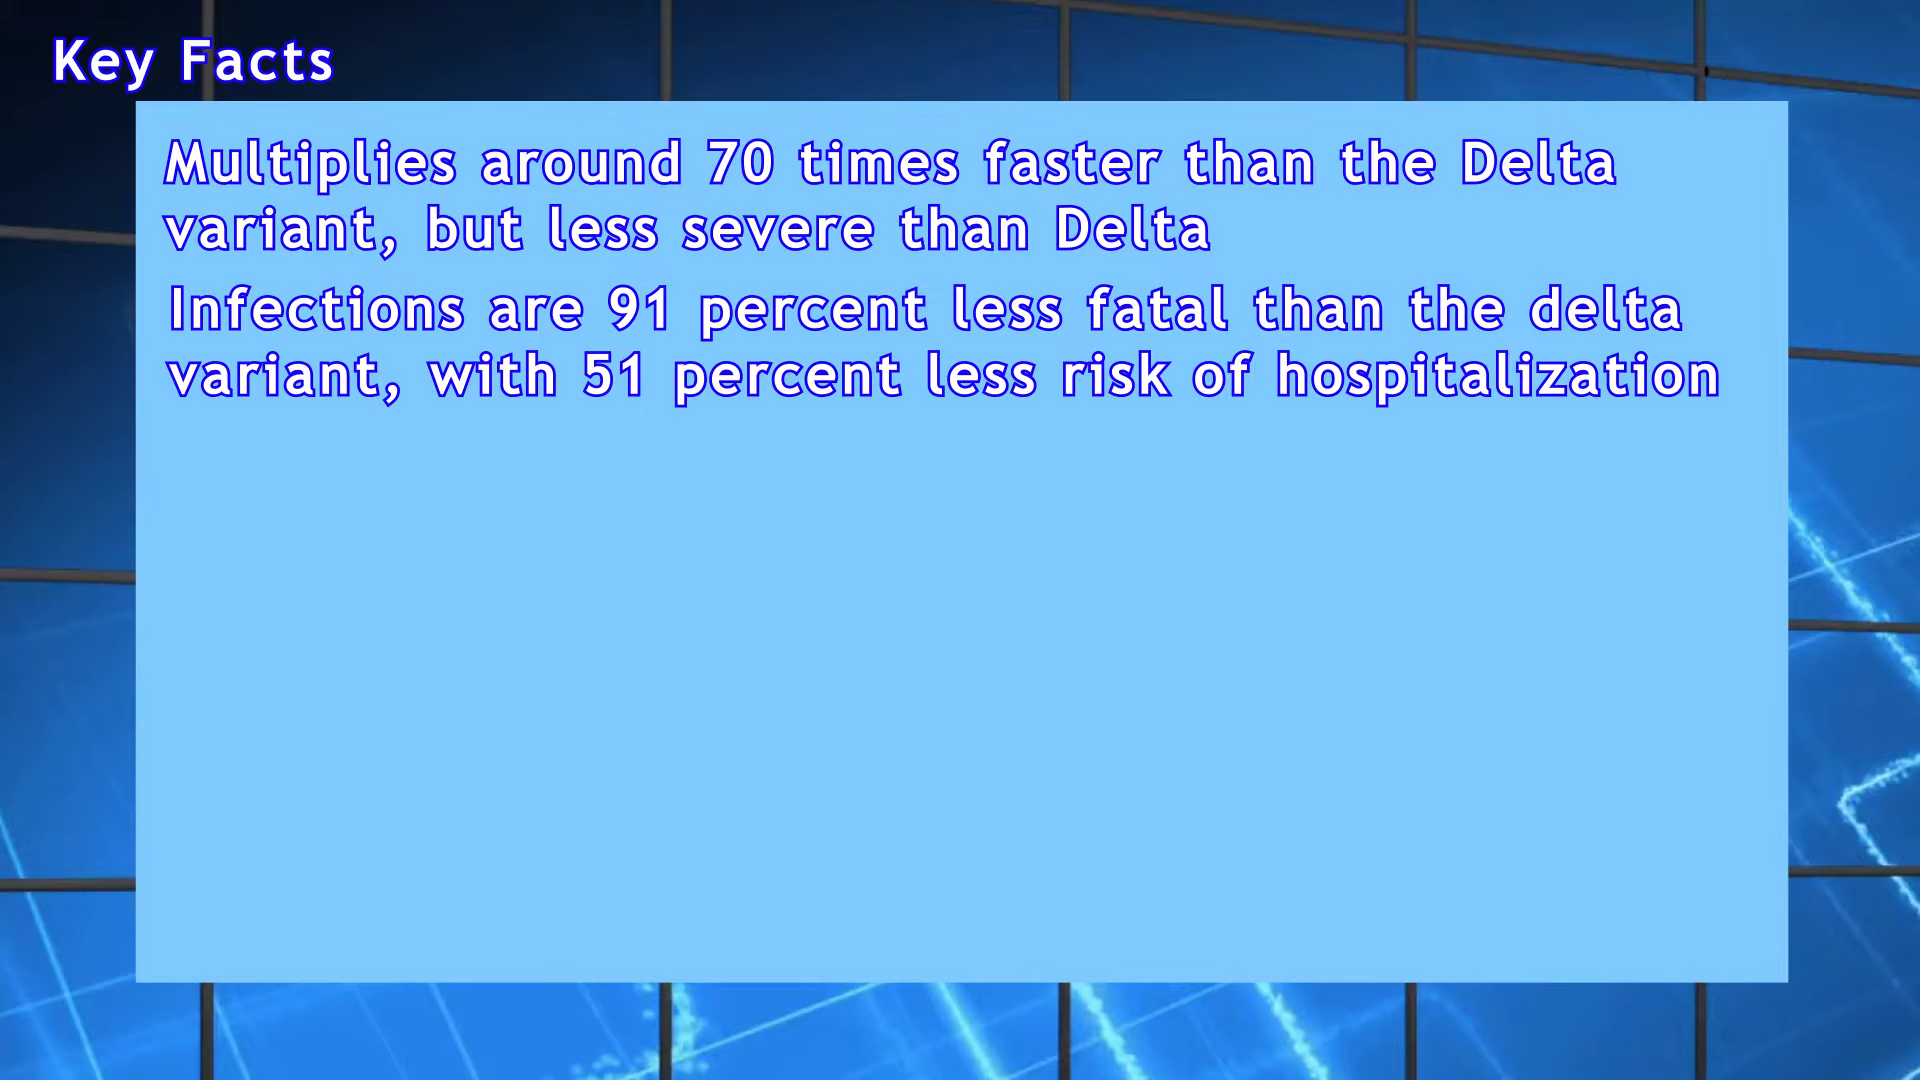 Key Facts
Multiplies around 70 times faster than the Delta
variant, but less severe than Delta
Infections are 91 percent less fatal than the delta
variant, with 51 percent less risk of hospitalization